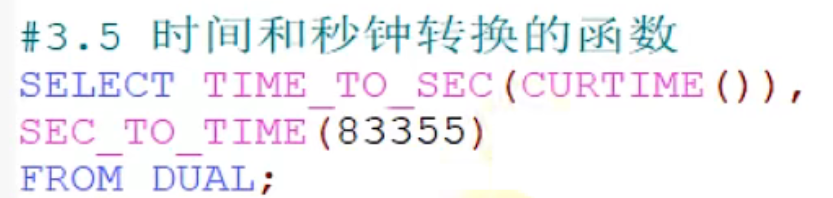 #3.5 时间和秒钟转换的函数
SELECT TIME_TO_SEC(CURTIME()),
SEC_TO_TIME(83355)
FROM DUAL;